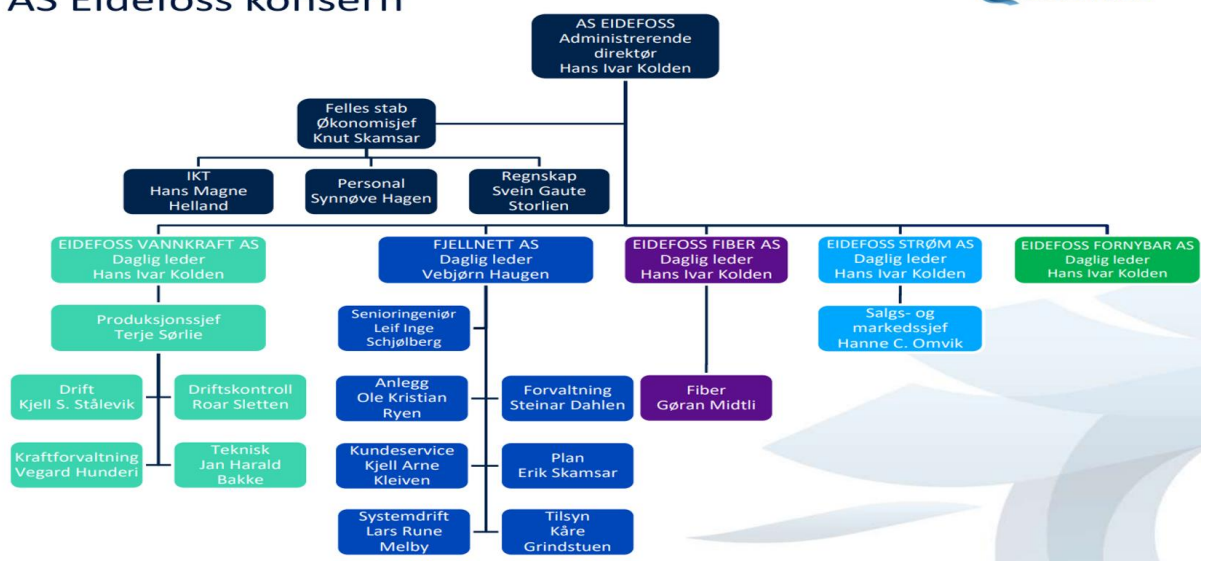 AS Eidefoss konsern
AS EIDEFOSS
Administrerende
direktør
Hans Ivar Kolden
Felles stab
Økonomisjef
Knut Skamsar
IKT
Hans Magne
Helland
Personal
Synnøve Hagen
Regnskap
Svein Gaute
Storlien
EIDEFOSS VANNKRAFT AS
Daglig leder
Hans Ivar Kolden
FJELLNETT AS
Daglig leder
Vebjørn Haugen
EIDEFOSS FIBER AS
Daglig leder
Hans Ivar Kolden
EIDEFOSS STRØM AS
Daglig leder
Hans Ivar Kolden
EIDEFOSS FORNYBAR AS
Daglig leder
Hans Ivar Kolden
Produksjonssjef
Terje Sørlie
Senioringeniør
Leif Inge
Schjølberg
Salgs- og
markedssjef
Hanne C. Omvik
Drift
Kjell S. Stålevik
Driftskontroll
Roar Sletten
Anlegg
Ole Kristian
Ryen
Forvaltning
Steinar Dahlen
Fiber
Gøran Midtli
Kraftforvaltning
Vegard Hunderi
Teknisk
Jan Harald
Bakke
Kundeservice
Kjell Arne
Kleiven
Plan
Erik Skamsar
Systemdrift
Lars Rune
Melby
Tilsyn
Kåre
Grindstuen